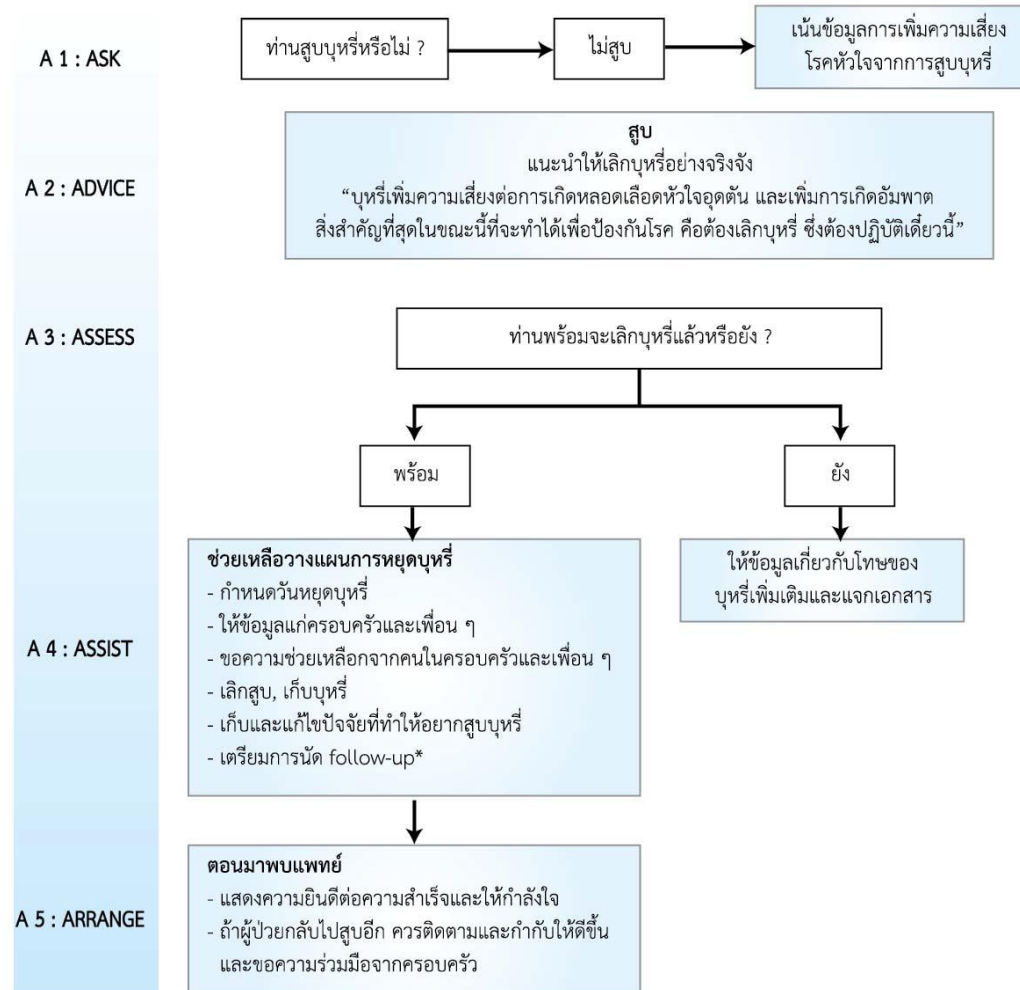 A 1 : ASK
ท่านสูบบุหรี่หรือไม่ ?
ไม่สูบ
เน้นข้อมูลการเพิ่มความเสี่ยง
โรคหัวใจจากการสูบบุหรี่
A 2 : ADVICE
สูบ
แนะนำให้เลิกบุหรี่อย่างจริงจัง
“บุหรี่เพิ่มความเสี่ยงต่อการเกิดหลอดเลือดหัวใจอุดตัน และเพิ่มการเกิดอัมพาต
สิ่งสำคัญที่สุดในขณะนี้ที่จะทำได้เพื่อป้องกันโรค คือต้องเลิกบุหรี่ ซึ่งต้องปฏิบัติเดี๋ยวนี้”
A 3 : ASSESS
ท่านพร้อมจะเลิกบุหรี่แล้วหรือยัง ?
พร้อม
ยัง
A 4 : ASSIST
ช่วยเหลือวางแผนการหยุดบุหรี่
- กำหนดวันหยุดบุหรี่
- ให้ข้อมูลแก่ครอบครัวและเพื่อน ๆ
- ขอความช่วยเหลือกจากคนในครอบครัวและเพื่อน ๆ
- เลิกสูบ, เก็บบุหรี่
- เก็บและแก้ไขปัจจัยที่ทำให้อยากสูบบุหรี่
- เตรียมการนัด follow-up*
ให้ข้อมูลเกี่ยวกับโทษของ
บุหรี่เพิ่มเติมและแจกเอกสาร
A 5 : ARRANGE
ตอนมาพบแพทย์
- แสดงความยินดีต่อความสำเร็จและให้กำลังใจ
- ถ้าผู้ป่วยกลับไปสูบอีก ควรติดตามและกำกับให้ดีขึ้น
และขอความร่วมมือจากครอบครัว